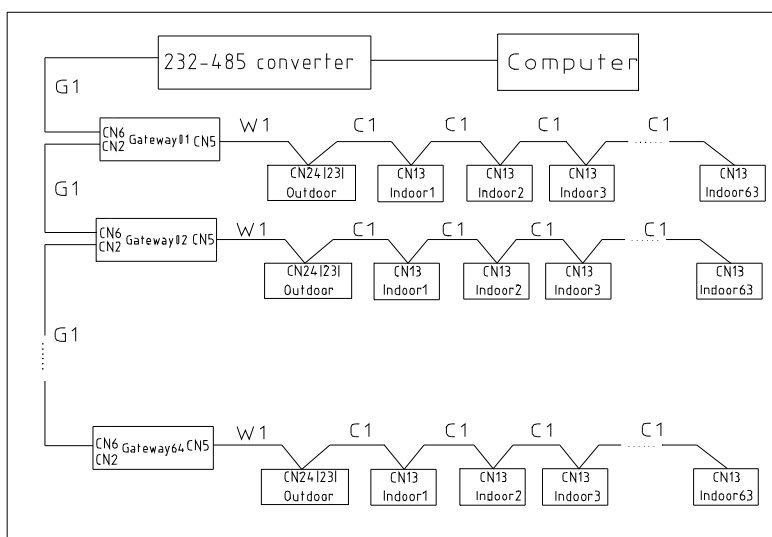 232-485 converter
Computer
G1
W1 C1 C1 C1 C1
CN6 Gateway01 CN5
CN2
CN24|23| CN13 CN13 CN13 CN13
Outdoor Indoor1 Indoor2 Indoor3 Indoor63
G1
W1 C1 C1 C1 C1
CN6 Gateway02 CN5
CN2
CN24|23| CN13 CN13 CN13 CN13
Outdoor Indoor1 Indoor2 Indoor3 Indoor63
G1
W1 C1 C1 C1 C1
CN6 Gateway64 CN5
CN2
CN24|23| CN13 CN13 CN13 CN13
Outdoor Indoor1 Indoor2 Indoor3 Indoor63